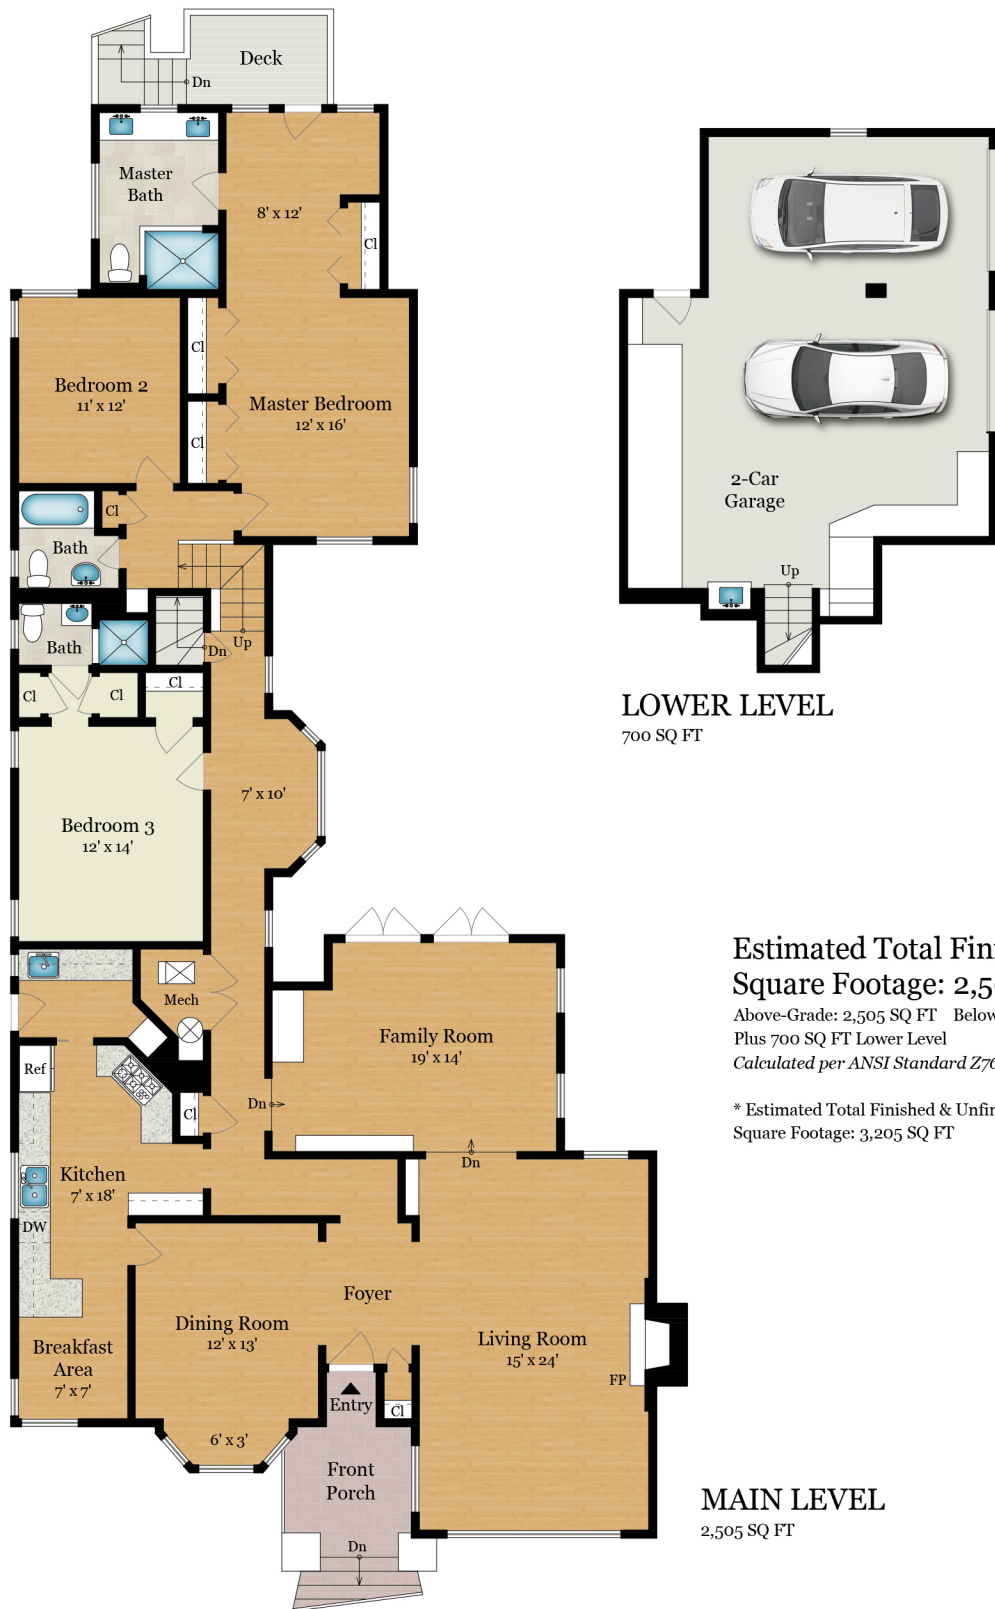 Deck
Dn
Master
Bath
8' x 12'
Cl
Cl
Bedroom 2
11' x 12'
Master Bedroom
12' x 16'
Cl
Cl
Bath
Bath
Up
Dn
Cl
Cl
Cl
7' x 10'
Bedroom 3
12' x 14'
Mech
Family Room
19' x 14'
Ref
Dn
Cl
Dn
Kitchen
7' x 18'
DW
Foyer
Dining Room
12' x 13'
Living Room
15' x 24'
Breakfast
Area
7' x 7'
FP
Entry
Cl
6' x 3'
Front
Porch
Dn
MAIN LEVEL
2,505 SQ FT
2-Car
Garage
Up
LOWER LEVEL
700 SQ FT
Estimated Total Fini
Square Footage: 2,5
Above-Grade: 2,505 SQ FT Below
Plus 700 SQ FT Lower Level
Calculated per ANSI Standard Z76
* Estimated Total Finished & Unfin
Square Footage: 3,205 SQ FT